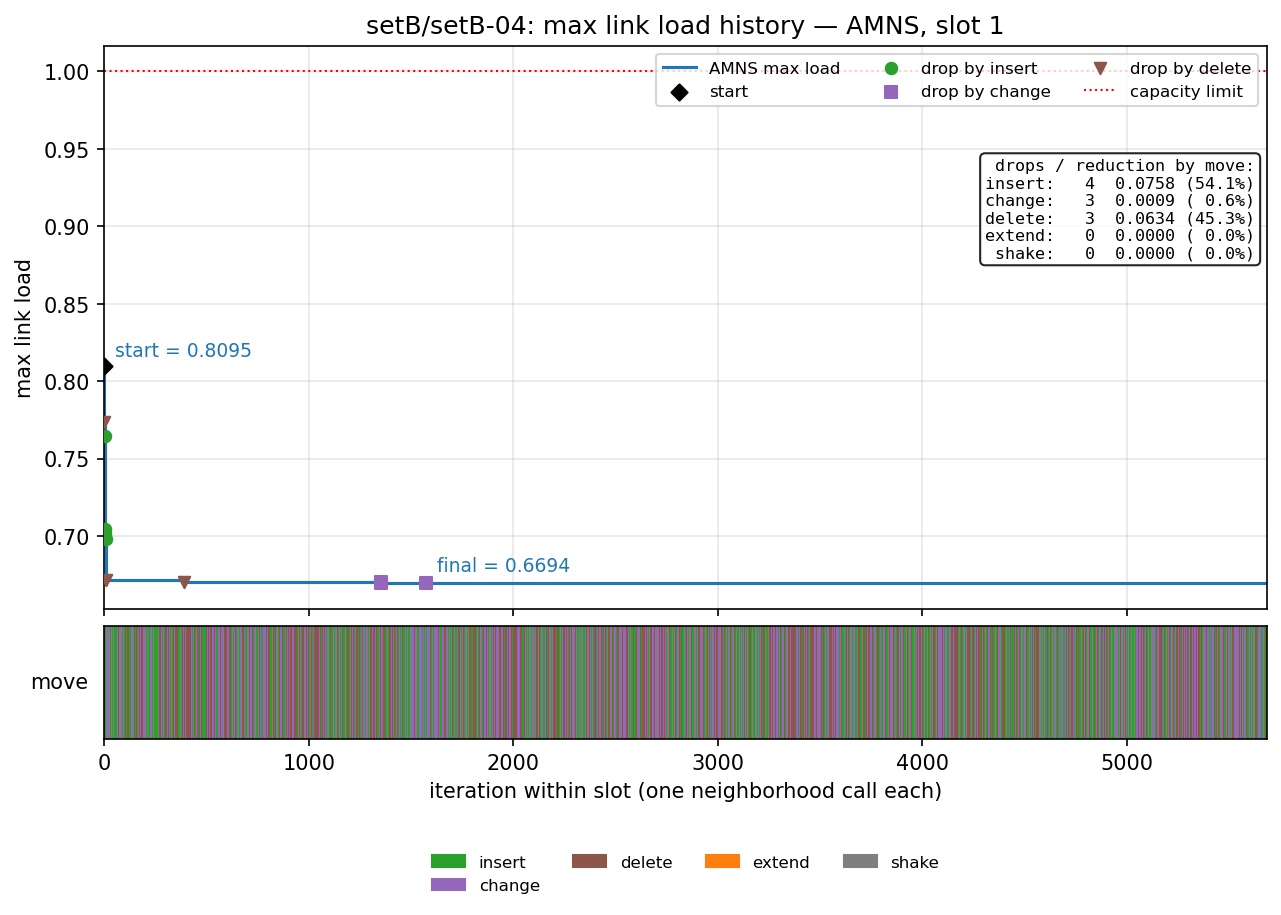 setB/setB-04: max link load history — AMNS, slot 1
AMNS max load
start
drop by insert
drop by change
drop by delete
capacity limit
drops / reduction by move:
insert: 4 0.0758 (54.1%)
change: 3 0.0009 ( 0.6%)
delete: 3 0.0634 (45.3%)
extend: 0 0.0000 ( 0.0%)
shake: 0 0.0000 ( 0.0%)
max link load
1.00
0.95
0.90
0.85
0.80
0.75
0.70
start = 0.8095
final = 0.6694
move
0 1000 2000 3000 4000 5000
iteration within slot (one neighborhood call each)
insert delete extend shake
change